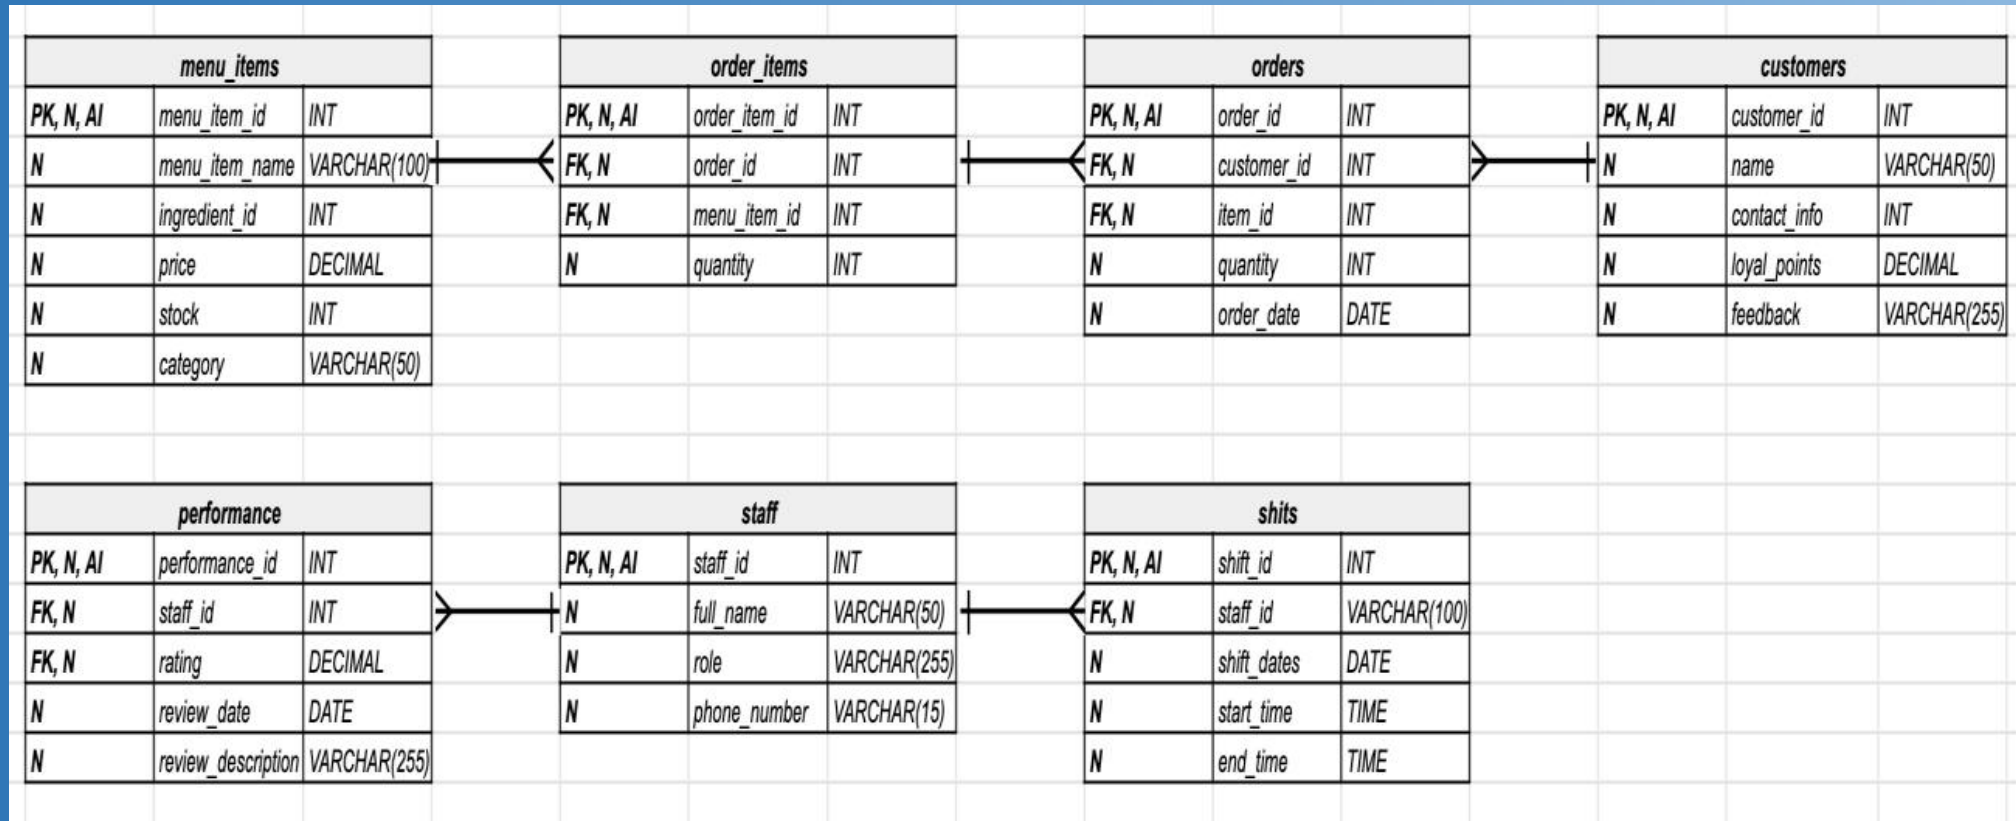 menu_items
PK, N, AI menu_item_id INT
N menu_item_name VARCHAR(100)
N ingredient_id INT
N price DECIMAL
N stock INT
N category VARCHAR(50)
order_items
PK, N, AI order_item_id INT
FK, N order_id INT
FK, N menu_item_id INT
N quantity INT
orders
PK, N, AI order_id INT
FK, N customer_id INT
FK, N item_id INT
N quantity INT
N order_date DATE
customers
PK, N, AI customer_id INT
N name VARCHAR(50)
N contact_info INT
N loyal_points DECIMAL
N feedback VARCHAR(255)
performance
PK, N, AI performance_id INT
FK, N staff_id INT
FK, N rating DECIMAL
N review_date DATE
N review_description VARCHAR(255)
staff
PK, N, AI staff_id INT
N full_name VARCHAR(50)
N role VARCHAR(255)
N phone_number VARCHAR(15)
shits
PK, N, AI shift_id INT
FK, N staff_id VARCHAR(100)
N shift_dates DATE
N start_time TIME
N end_time TIME